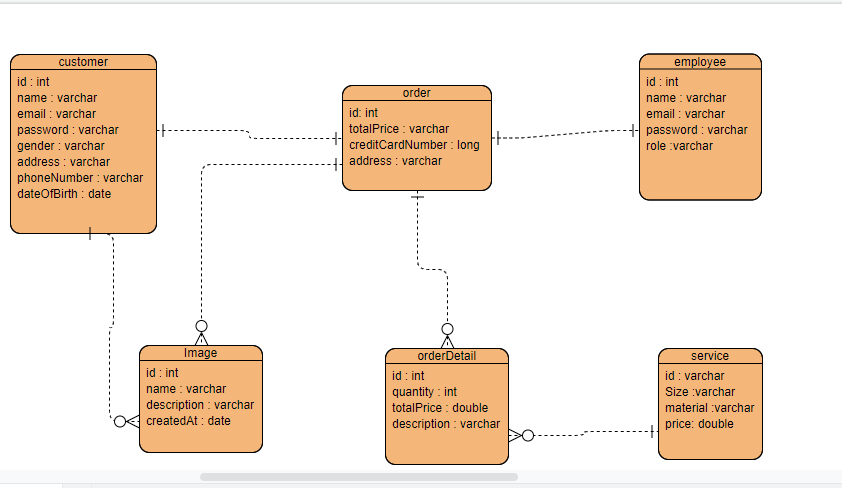 customer
id : int
name : varchar
email : varchar
password : varchar
gender : varchar
address : varchar
phoneNumber : varchar
dateOfBirth : date
order
id: int
totalPrice : varchar
creditCardNumber : long
address : varchar
employee
id : int
name : varchar
email : varchar
password : varchar
role :varchar
Image
id : int
name : varchar
description : varchar
createdAt : date
orderDetail
id : int
quantity : int
totalPrice : double
description : varchar
service
id : varchar
Size :varchar
material :varchar
price: double